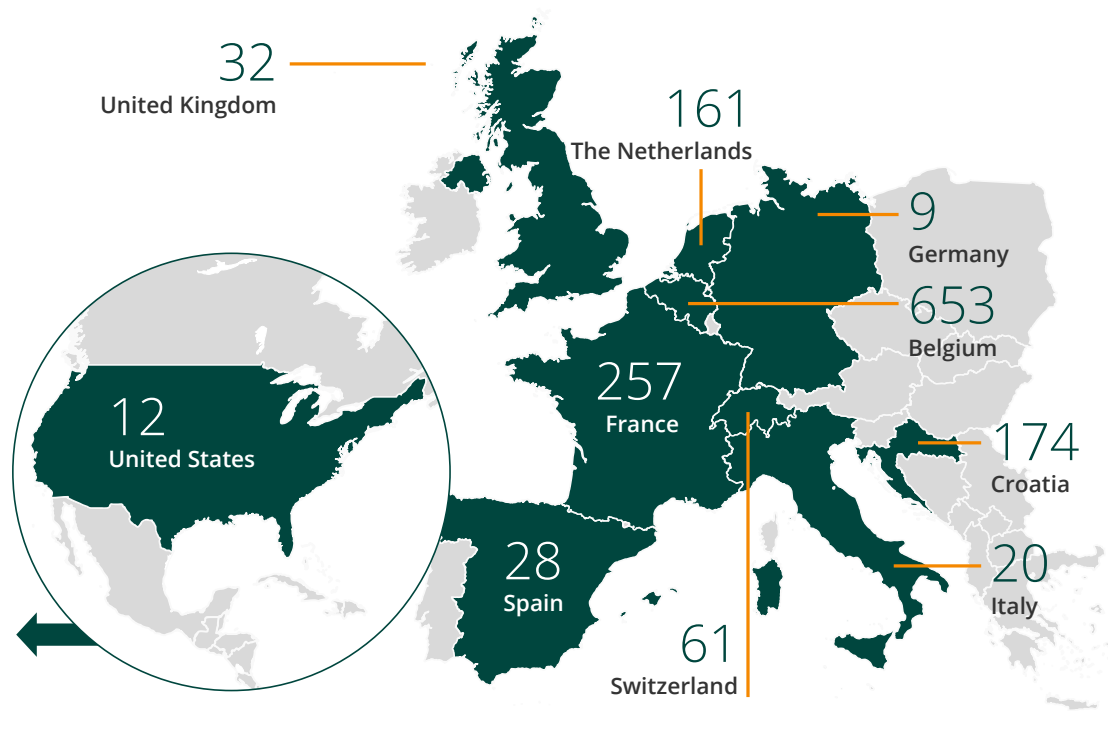 32
United Kingdom
161
The Netherlands
9
Germany
653
Belgium
257
France
12
United States
174
Croatia
28
Spain
20
Italy
61
Switzerland